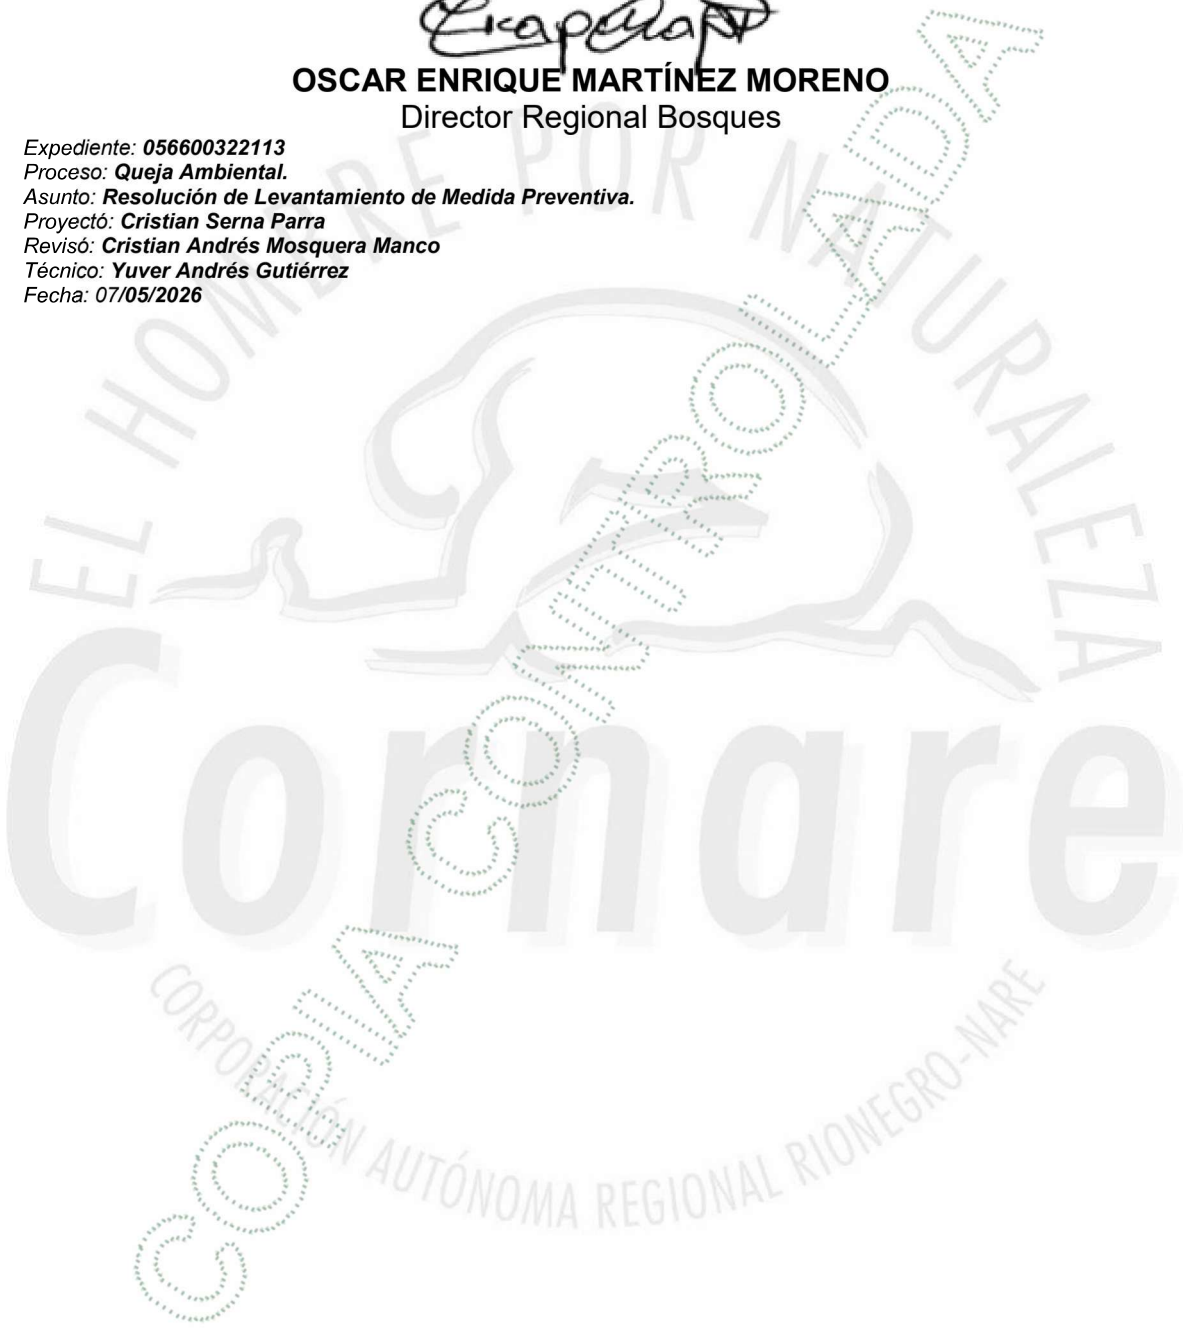 OSCAR ENRIQUE MARTÍNEZ MORENO
Director Regional Bosques
Expediente: 056600322113
Proceso: Queja Ambiental.
Asunto: Resolución de Levantamiento de Medida Preventiva.
Proyectó: Cristian Serna Parra
Revisó: Cristian Andrés Mosquera Manco
Técnico: Yuver Andrés Gutiérrez
Fecha: 07/05/2026
EL HOMBRE POR NATURALEZA
Cornare
CORPORACIÓN AUTÓNOMA REGIONAL RIONEGRO-NARE
COPIA CONTROLADA